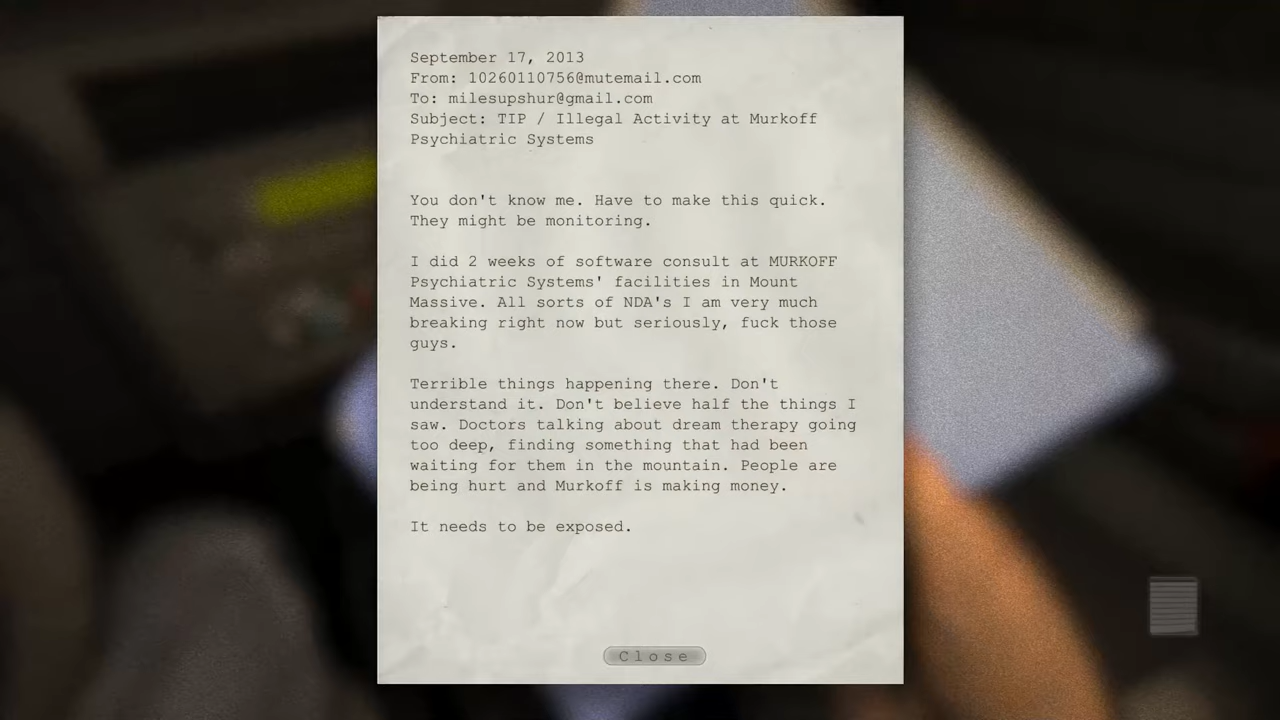 September 17, 2013
From: 10260110756@mutemail.com
To: milesupshur@gmail.com
Subject: TIP / Illegal Activity at Murkoff
Psychiatric Systems
You don't know me. Have to make this quick.
They might be monitoring.
I did 2 weeks of software consult at MURKOFF
Psychiatric Systems' facilities in Mount
Massive. All sorts of NDA's I am very much
breaking right now but seriously, fuck those
guys.
Terrible things happening there. Don't
understand it. Don't believe half the things I
saw. Doctors talking about dream therapy going
too deep, finding something that had been
waiting for them in the mountain. People are
being hurt and Murkoff is making money.
It needs to be exposed.
Close